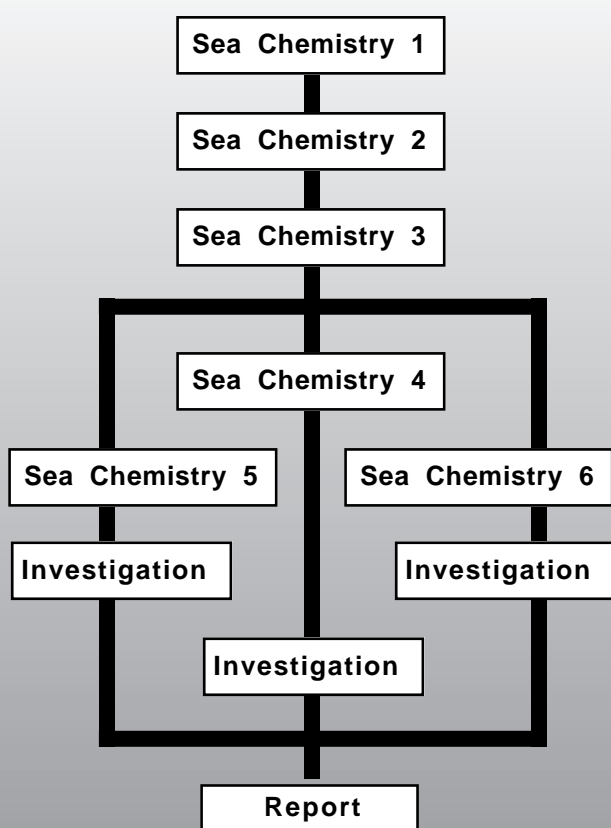 Sea Chemistry 1
Sea Chemistry 2
Sea Chemistry 3
Sea Chemistry 4
Sea Chemistry 5
Sea Chemistry 6
Investigation
Investigation
Investigation
Report